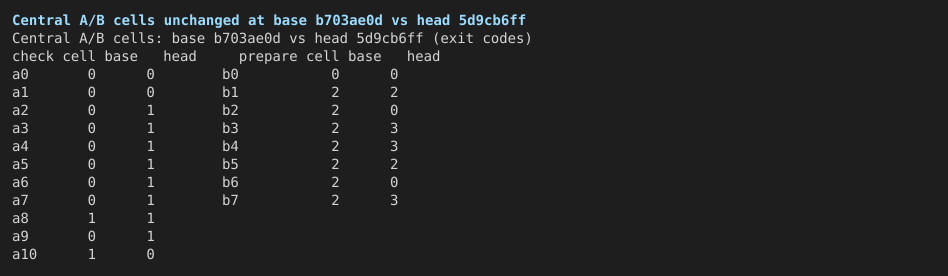 Central A/B cells unchanged at base b703ae0d vs head 5d9cb6ff
Central A/B cells: base b703ae0d vs head 5d9cb6ff (exit codes)
check cell base   head     prepare cell base   head
a0       0      0        b0           0      0
a1       0      0        b1           2      2
a2       0      1        b2           2      0
a3       0      1        b3           2      3
a4       0      1        b4           2      3
a5       0      1        b5           2      2
a6       0      1        b6           2      0
a7       0      1        b7           2      3
a8       1      1
a9       0      1
a10      1      0